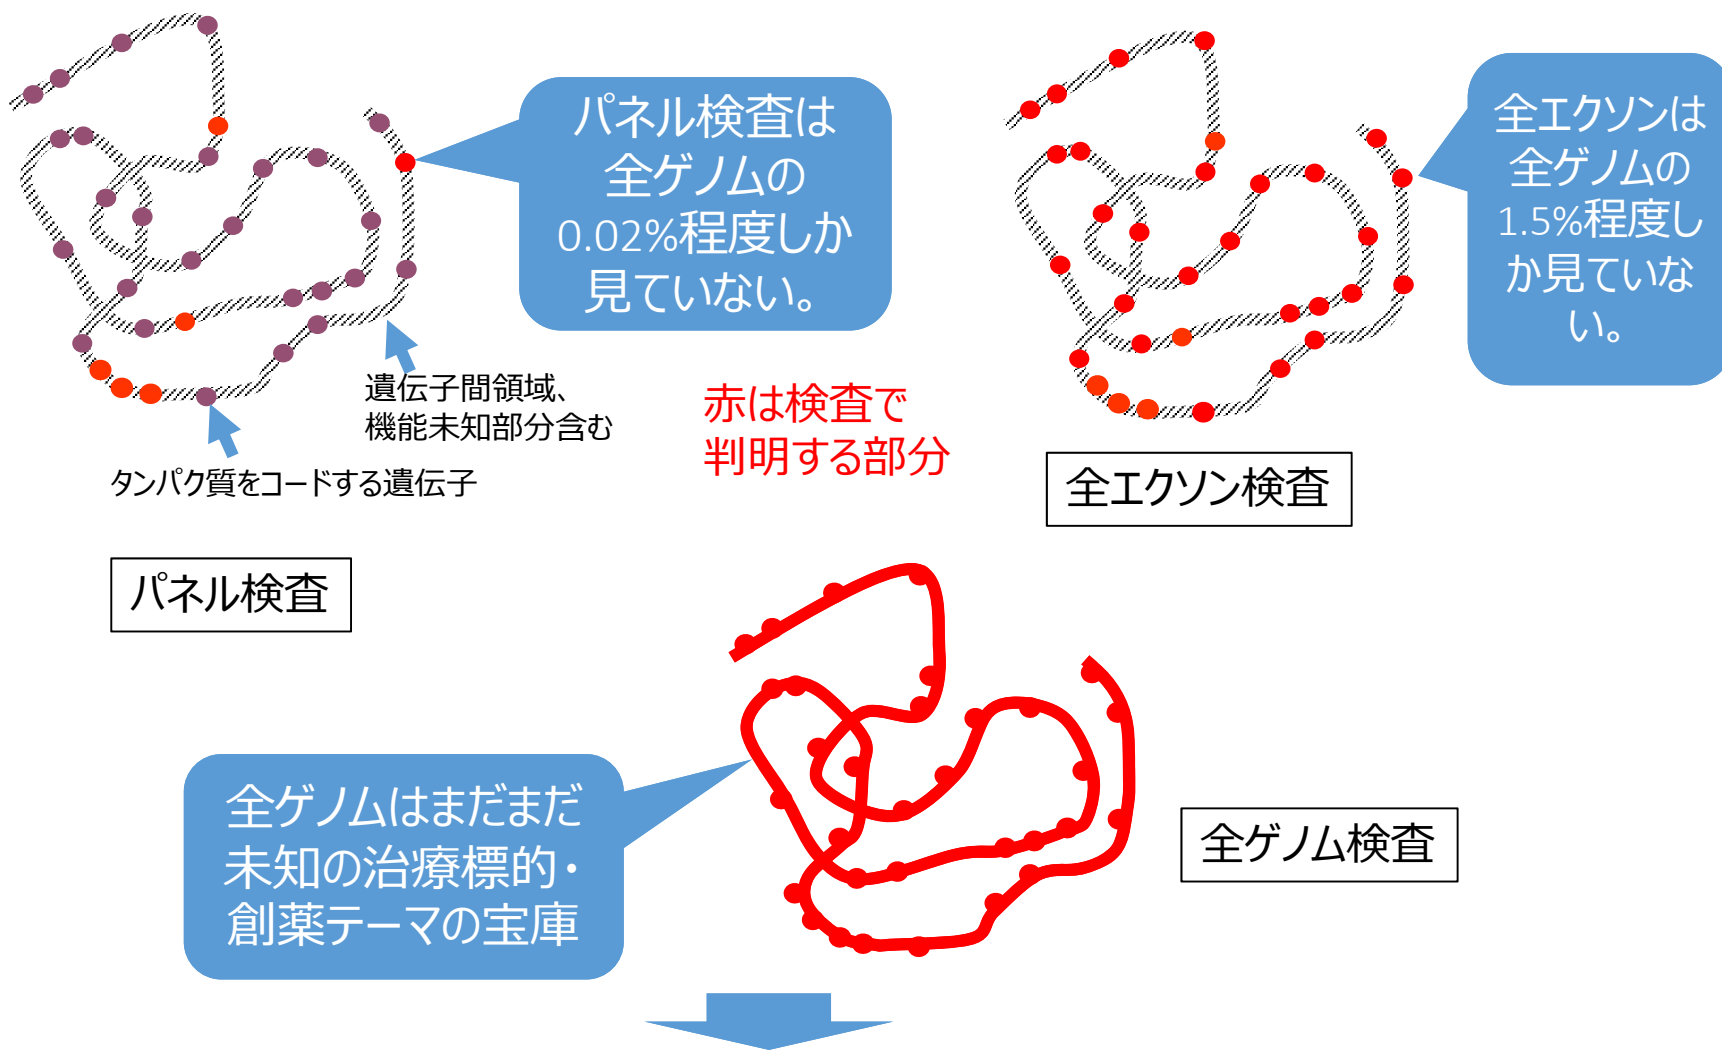 パネル検査は
全ゲノムの
0.02%程度しか
見ていない。
全エクソンは
全ゲノムの
1.5%程度し
か見ていな
い。
遺伝子間領域、
機能未知部分含む
タンパク質をコードする遺伝子
赤は検査で
判明する部分
全エクソン検査
パネル検査
全ゲノムはまだまだ
未知の治療標的・
創薬テーマの宝庫
全ゲノム検査